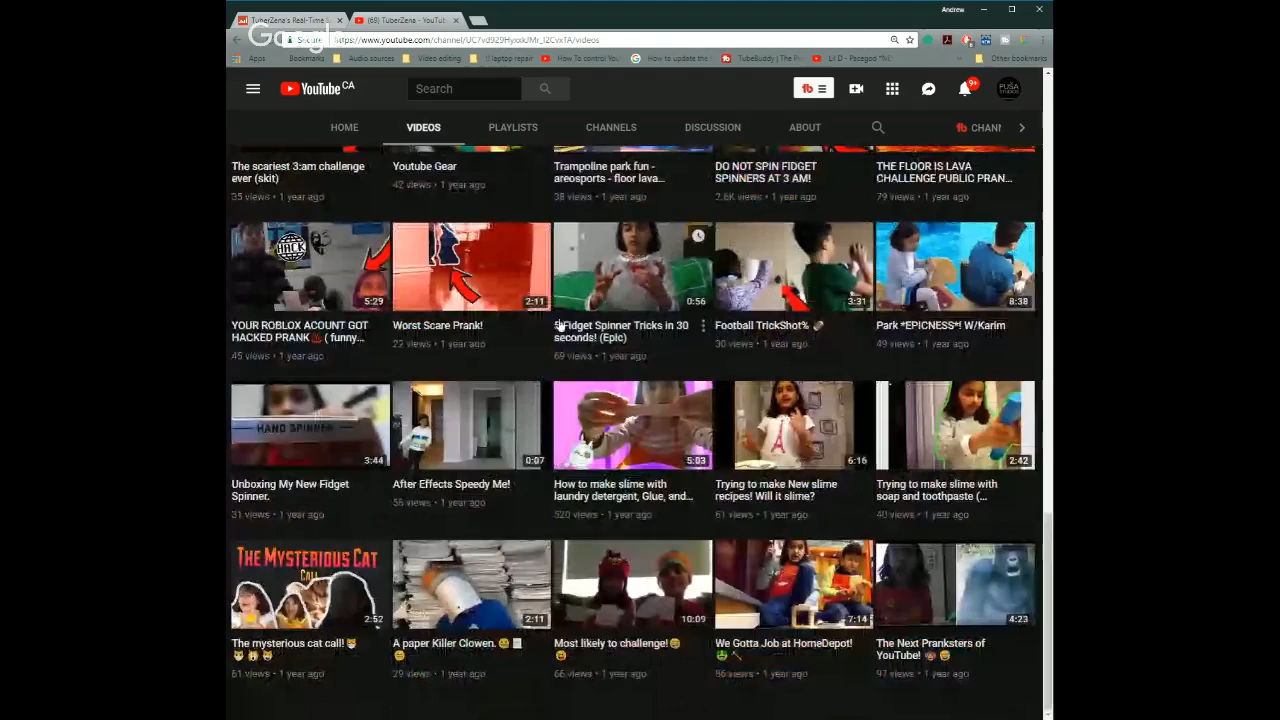 Andrew
TuberZena's Real-Time S
(69) TuberZena - YouTub
Google
Secure
https://www.youtube.com/channel/
/videos
Apps
Bookmarks
Audio sources
Video editing
laptop repair
How To control You
How to update the
TubeBuddy | The Pr
Lil D - Pacegod *NE
Other bookmarks
YouTube CA
Search
9+
HOME
VIDEOS
PLAYLISTS
CHANNELS
DISCUSSION
ABOUT
CHANN
The scariest 3:am challenge
ever (skit)
35 views • 1 year ago
Youtube Gear
42 views • 1 year ago
Trampoline park fun -
areosports - floor lava...
38 views • 1 year ago
DO NOT SPIN FIDGET
SPINNERS AT 3 AM!
2.6K views • 1 year ago
THE FLOOR IS LAVA
CHALLENGE PUBLIC PRAN...
79 views • 1 year ago
HACK
5:29
YOUR ROBLOX ACOUNT GOT
HACKED PRANK ( funny...
45 views • 1 year ago
2:11
Worst Scare Prank!
22 views • 1 year ago
0:56
Fidget Spinner Tricks in 30
seconds! (Epic)
69 views • 1 year ago
3:31
Football TrickShot% 🏈
30 views • 1 year ago
8:38
Park *EPICNESS*! W/Karim
49 views • 1 year ago
HAND SPINNER
3:44
Unboxing My New Fidget
Spinner.
31 views • 1 year ago
0:07
After Effects Speedy Me!
56 views • 1 year ago
5:03
How to make slime with
laundry detergent, Glue, and...
520 views • 1 year ago
6:16
Trying to make New slime
recipes! Will it slime?
61 views • 1 year ago
2:42
Trying to make slime with
soap and toothpaste (...
40 views • 1 year ago
THE MYSTERIOUS CAT
CALL
2:52
The mysterious cat call!
61 views • 1 year ago
2:11
A paper Killer Clowen.
29 views • 1 year ago
10:09
Most likely to challenge!
66 views • 1 year ago
7:14
We Gotta Job at HomeDepot!
86 views • 1 year ago
4:23
The Next Pranksters of
YouTube!
97 views • 1 year ago